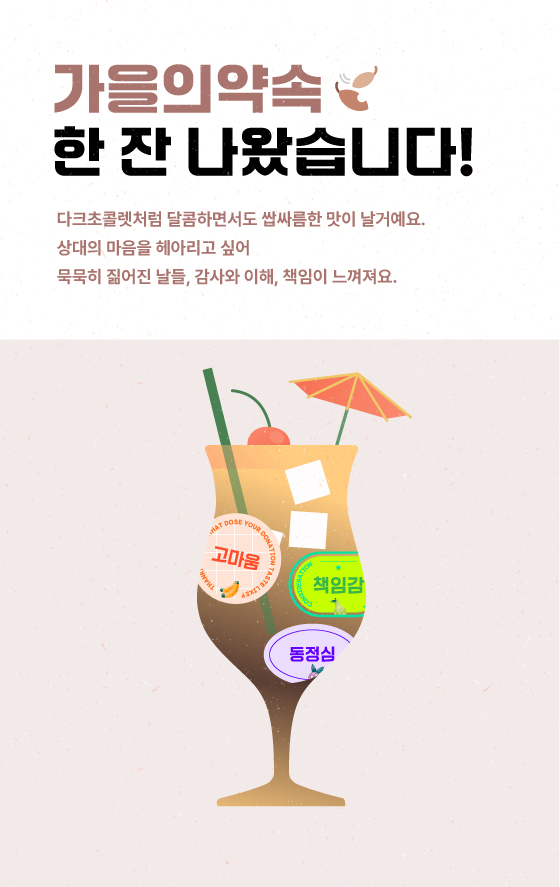 가을의약속
한 잔 나왔습니다!
다크초콜렛처럼 달콤하면서도 쌉싸름한 맛이 날거예요.
상대의 마음을 헤아리고 싶어
묵묵히 짊어진 날들, 감사와 이해, 책임이 느껴져요.
HAT DOSE YOUR DONATION TASTE LIKE?
THANK
고마움
CONSIDERATION
책임감
동정심